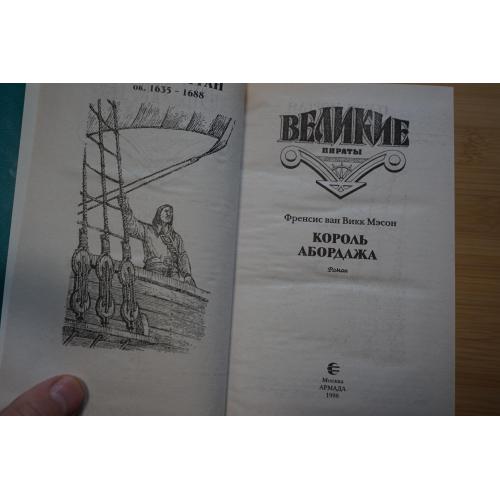 ок. 1635 - 1688
ВЕЛИКИЕ
ПИРАТЫ
Френсис ван Викк Мэсон
КОРОЛЬ
АБОРДАЖА
Роман
Москва
АРМАДА
1998